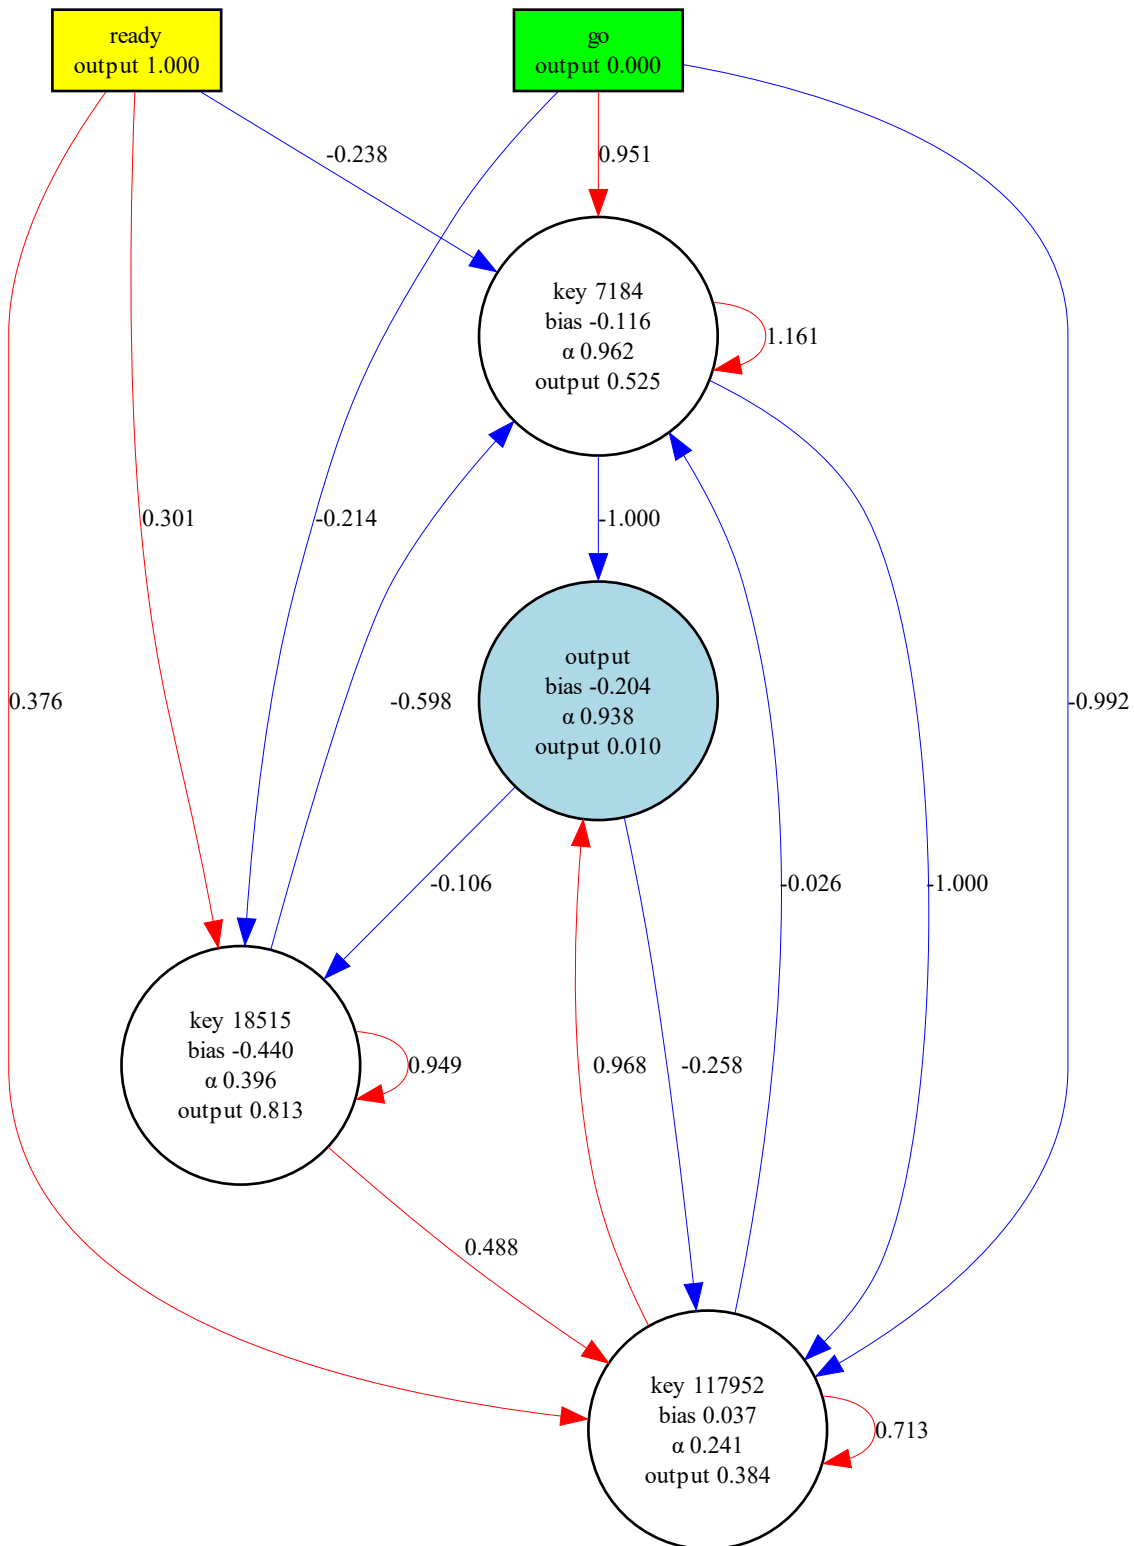 ready
output 1.000
go
output 0.000
-0.238
0.951
key 7184
bias -0.116
α 0.962
output 0.525
1.161
0.301
-0.214
-1.000
output
bias -0.204
α 0.938
output 0.010
0.376
-0.598
-0.992
-0.106
-0.026
-1.000
key 18515
bias -0.440
α 0.396
output 0.813
0.949
0.968
-0.258
0.488
key 117952
bias 0.037
α 0.241
output 0.384
0.713